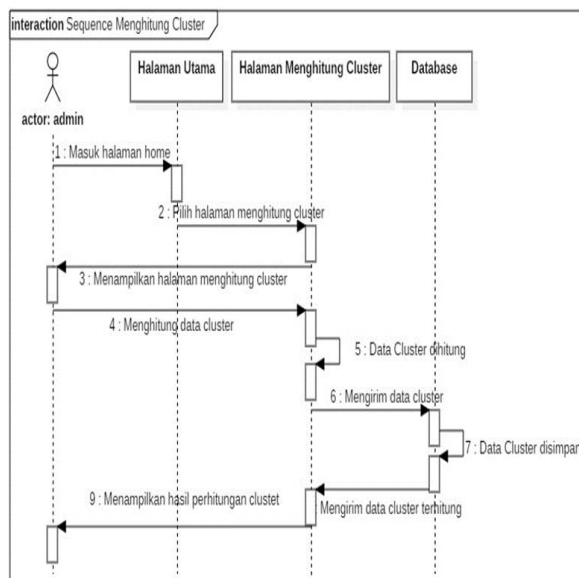 interaction Sequence Menghitung Cluster
Halaman Utama
Halaman Menghitung Cluster
Database
actor: admin
1 : Masuk halaman home
2 : Pilih halaman menghitung cluster
3 : Menampilkan halaman menghitung cluster
4 : Menghitung data cluster
5 : Data Cluster dihitung
6 : Mengirim data cluster
7 : Data Cluster disimpan
Mengirim data cluster terhitung
9 : Menampilkan hasil perhitungan clustet